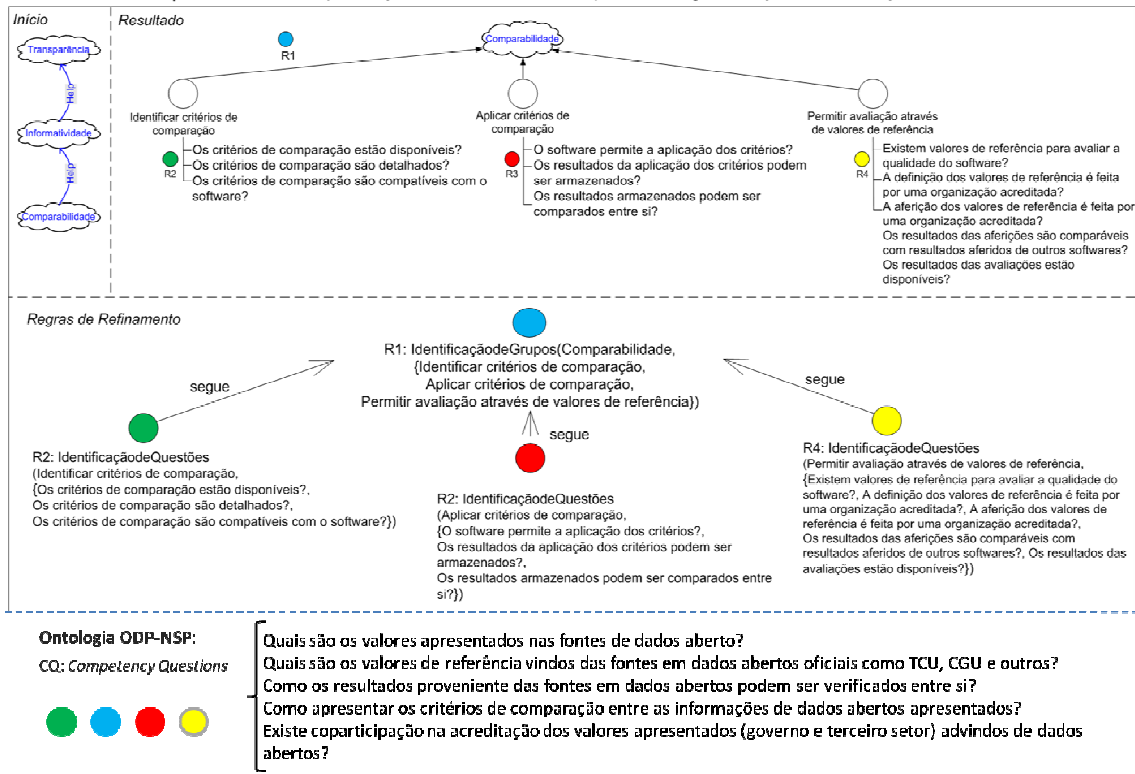 Início
Resultado
Transparência
Help
Informatividade
Help
Comparabilidade
R1
Comparabilidade
Identificar critérios de
comparação
R2
Os critérios de comparação estão disponíveis?
Os critérios de comparação são detalhados?
Os critérios de comparação são compatíveis com o
software?
Aplicar critérios de
comparação
R3
O software permite a aplicação dos critérios?
Os resultados da aplicação dos critérios podem
ser armazenados?
Os resultados armazenados podem ser
comparados entre si?
Permitir avaliação através
de valores de referência
R4
Existem valores de referência para avaliar a
qualidade do software?
A definição dos valores de referência é feita
por uma organização acreditada?
A aferição dos valores de referência é feita por
uma organização acreditada?
Os resultados das aferições são comparáveis
com resultados aferidos de outros softwares?
Os resultados das avaliações estão
disponíveis?
Regras de Refinamento
R1: IdentificaçãodeGrupos(Comparabilidade,
{Identificar critérios de comparação,
Aplicar critérios de comparação,
Permitir avaliação através de valores de referência})
segue
segue
segue
R2: IdentificaçãodeQuestões
(Identificar critérios de comparação,
{Os critérios de comparação estão disponíveis?,
Os critérios de comparação são detalhados?,
Os critérios de comparação são compatíveis com o software?})
R2: IdentificaçãodeQuestões
(Aplicar critérios de comparação,
{O software permite a aplicação dos critérios?,
Os resultados da aplicação dos critérios podem ser
armazenados?,
Os resultados armazenados podem ser comparados entre
si?})
R4: IdentificaçãodeQuestões
(Permitir avaliação através de valores de referência,
{Existem valores de referência para avaliar a qualidade do
software?, A definição dos valores de referência é feita por
uma organização acreditada?, A aferição dos valores de
referência é feita por uma organização acreditada?,
Os resultados das aferições são comparáveis com
resultados aferidos de outros softwares?, Os resultados das
avaliações estão disponíveis?})
Ontologia ODP-NSP:
CQ: Competency Questions
Quais são os valores apresentados nas fontes de dados aberto?
Quais são os valores de referência vindos das fontes em dados abertos oficiais como TCU, CGU e outros?
Como os resultados proveniente das fontes em dados abertos podem ser verificados entre si?
Como apresentar os critérios de comparação entre as informações de dados abertos apresentados?
Existe coparticipação na acreditação dos valores apresentados (governo e terceiro setor) advindos de dados
abertos?